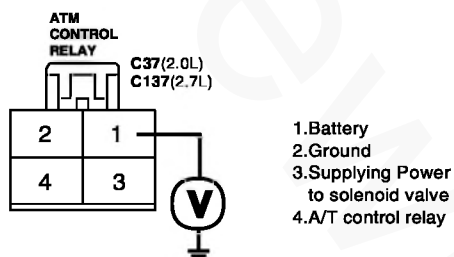 ATM
CONTROL
RELAY
C37(2.0L)
C137(2.7L)
2 1
4 3
V
1.Battery
2.Ground
3.Supplying Power
to solenoid valve
4.A/T control relay